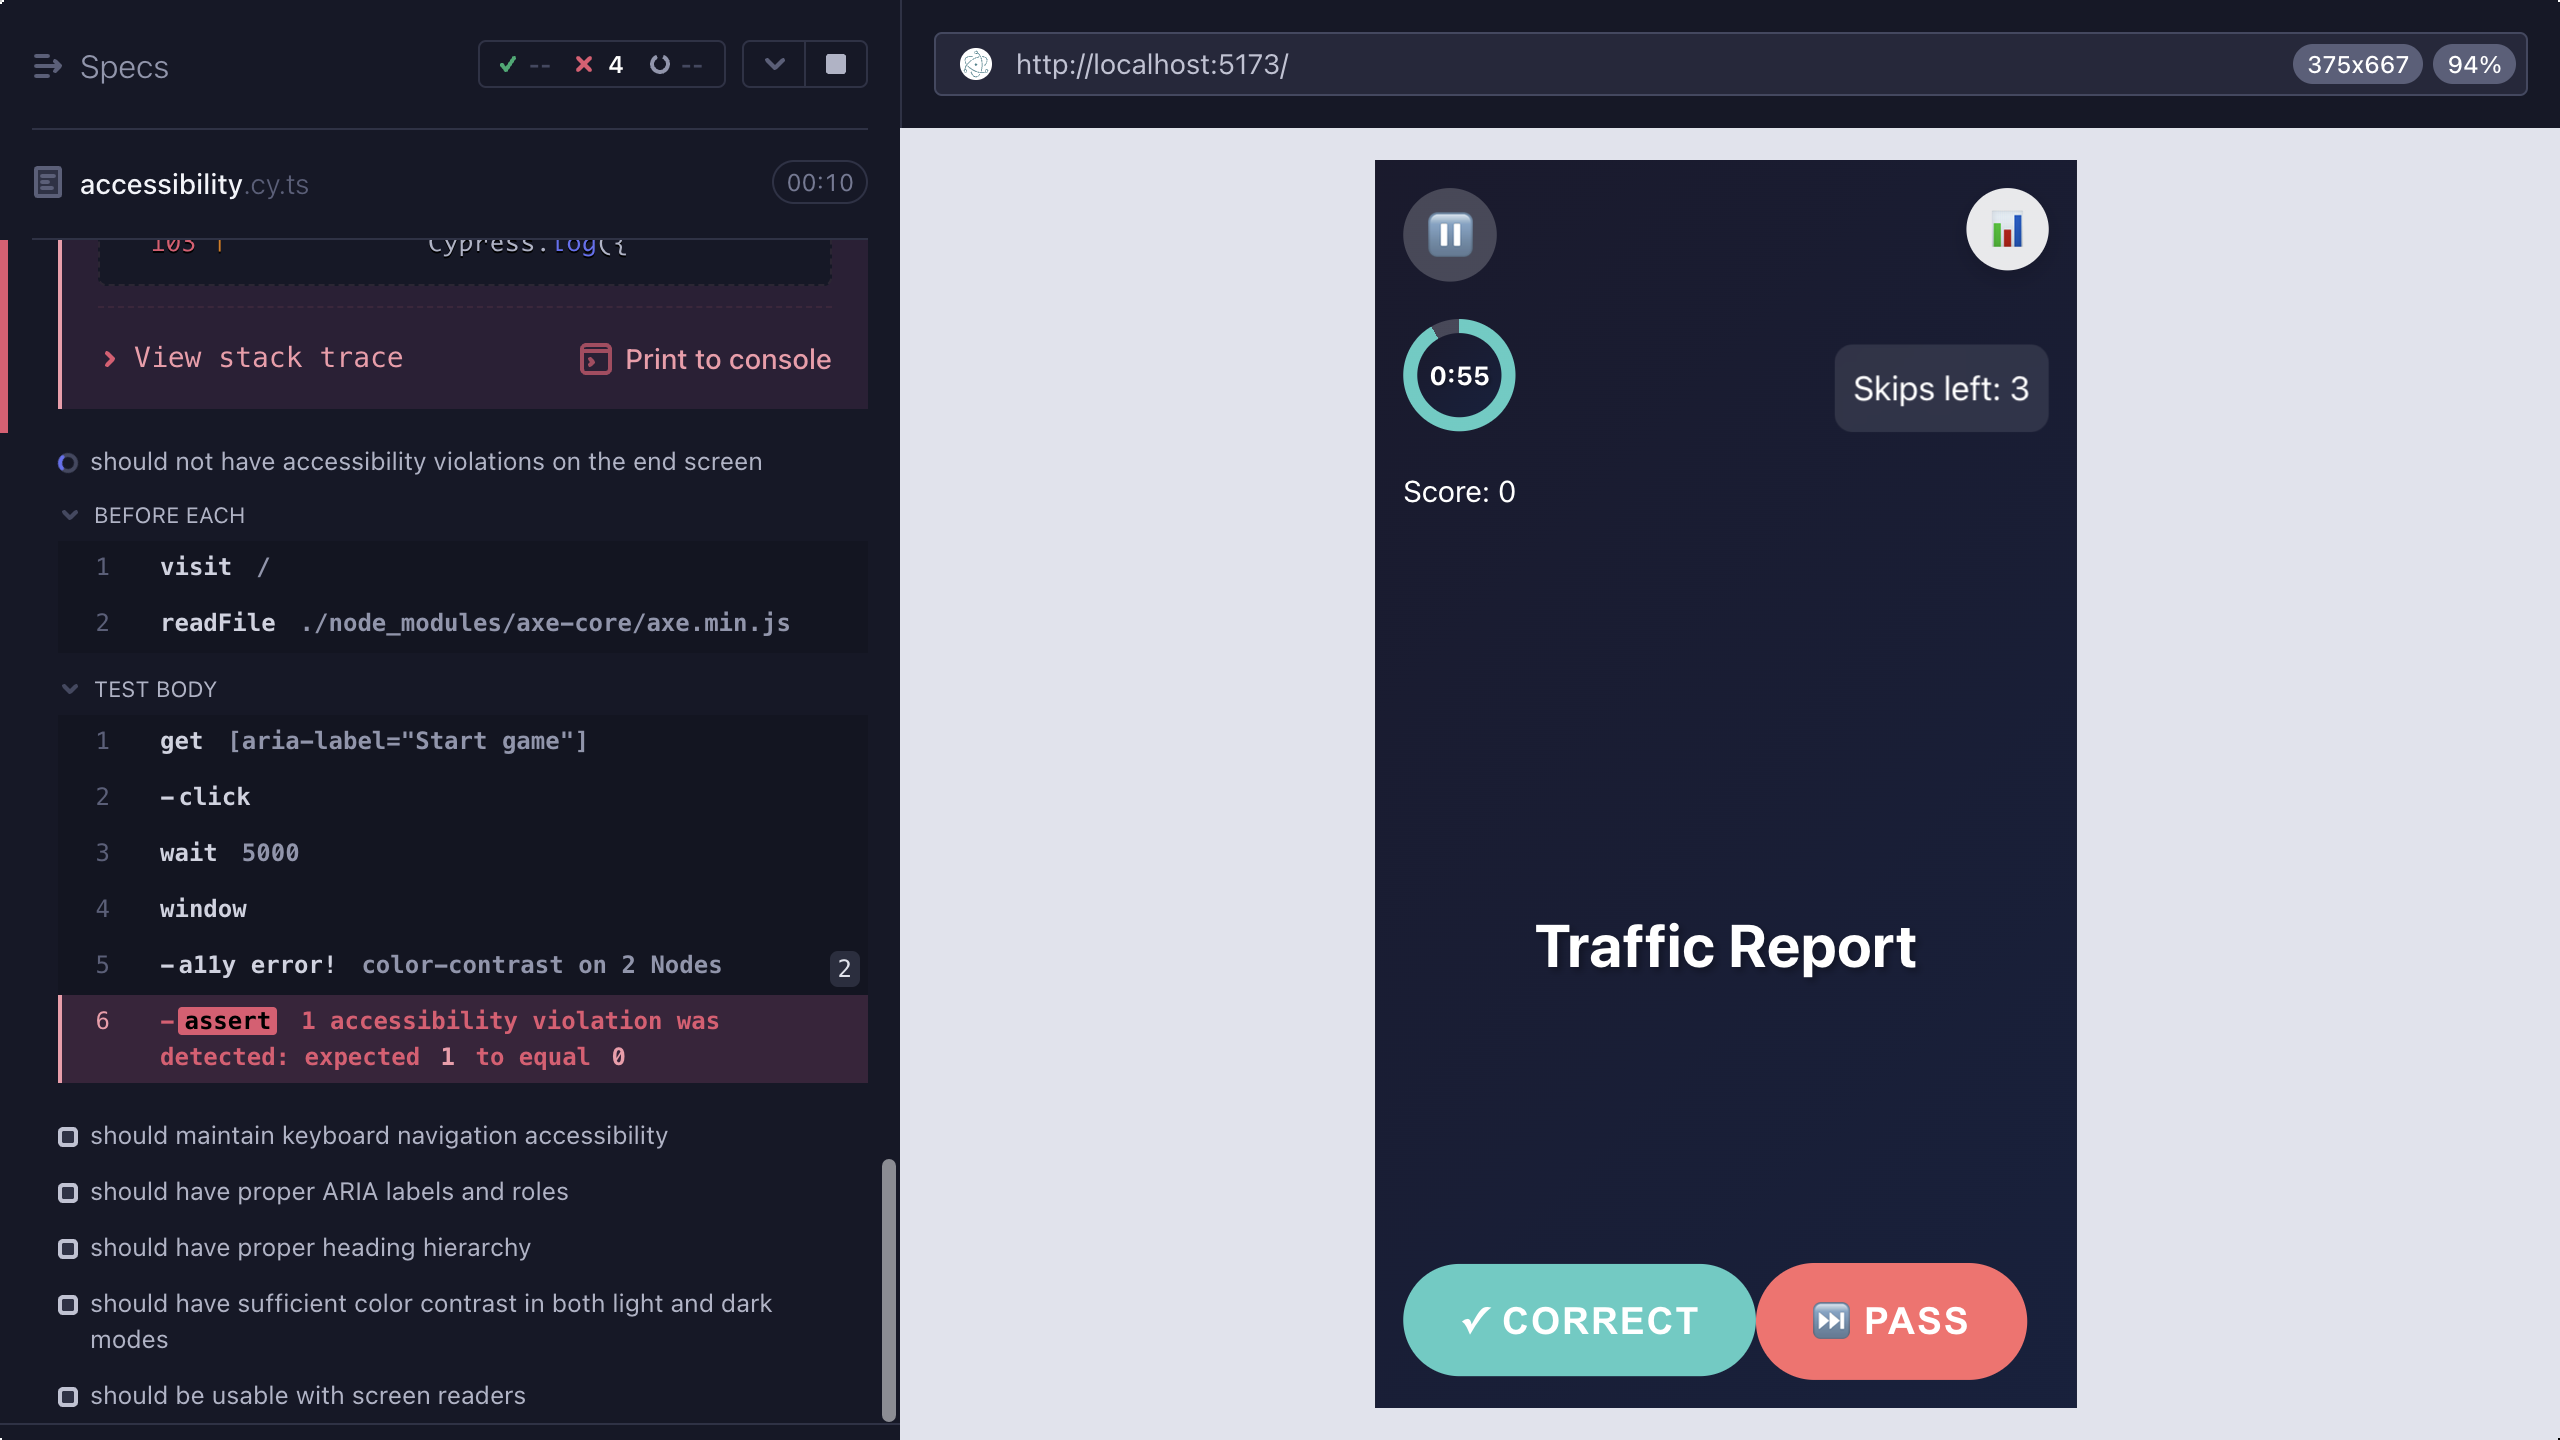 Specs
-- 4 --
http://localhost:5173/
375x667
94%
accessibility.cy.ts
00:10
103
Cypress.log({
View stack trace
Print to console
should not have accessibility violations on the end screen
BEFORE EACH
1 visit /
2 readFile ./node_modules/axe-core/axe.min.js
TEST BODY
1 get [aria-label="Start game"]
2 -click
3 wait 5000
4 window
5 -a11y error! color-contrast on 2 Nodes 2
6 -assert 1 accessibility violation was
detected: expected 1 to equal 0
should maintain keyboard navigation accessibility
should have proper ARIA labels and roles
should have proper heading hierarchy
should have sufficient color contrast in both light and dark
modes
should be usable with screen readers
0:55
Skips left: 3
Score: 0
Traffic Report
✓ CORRECT
PASS